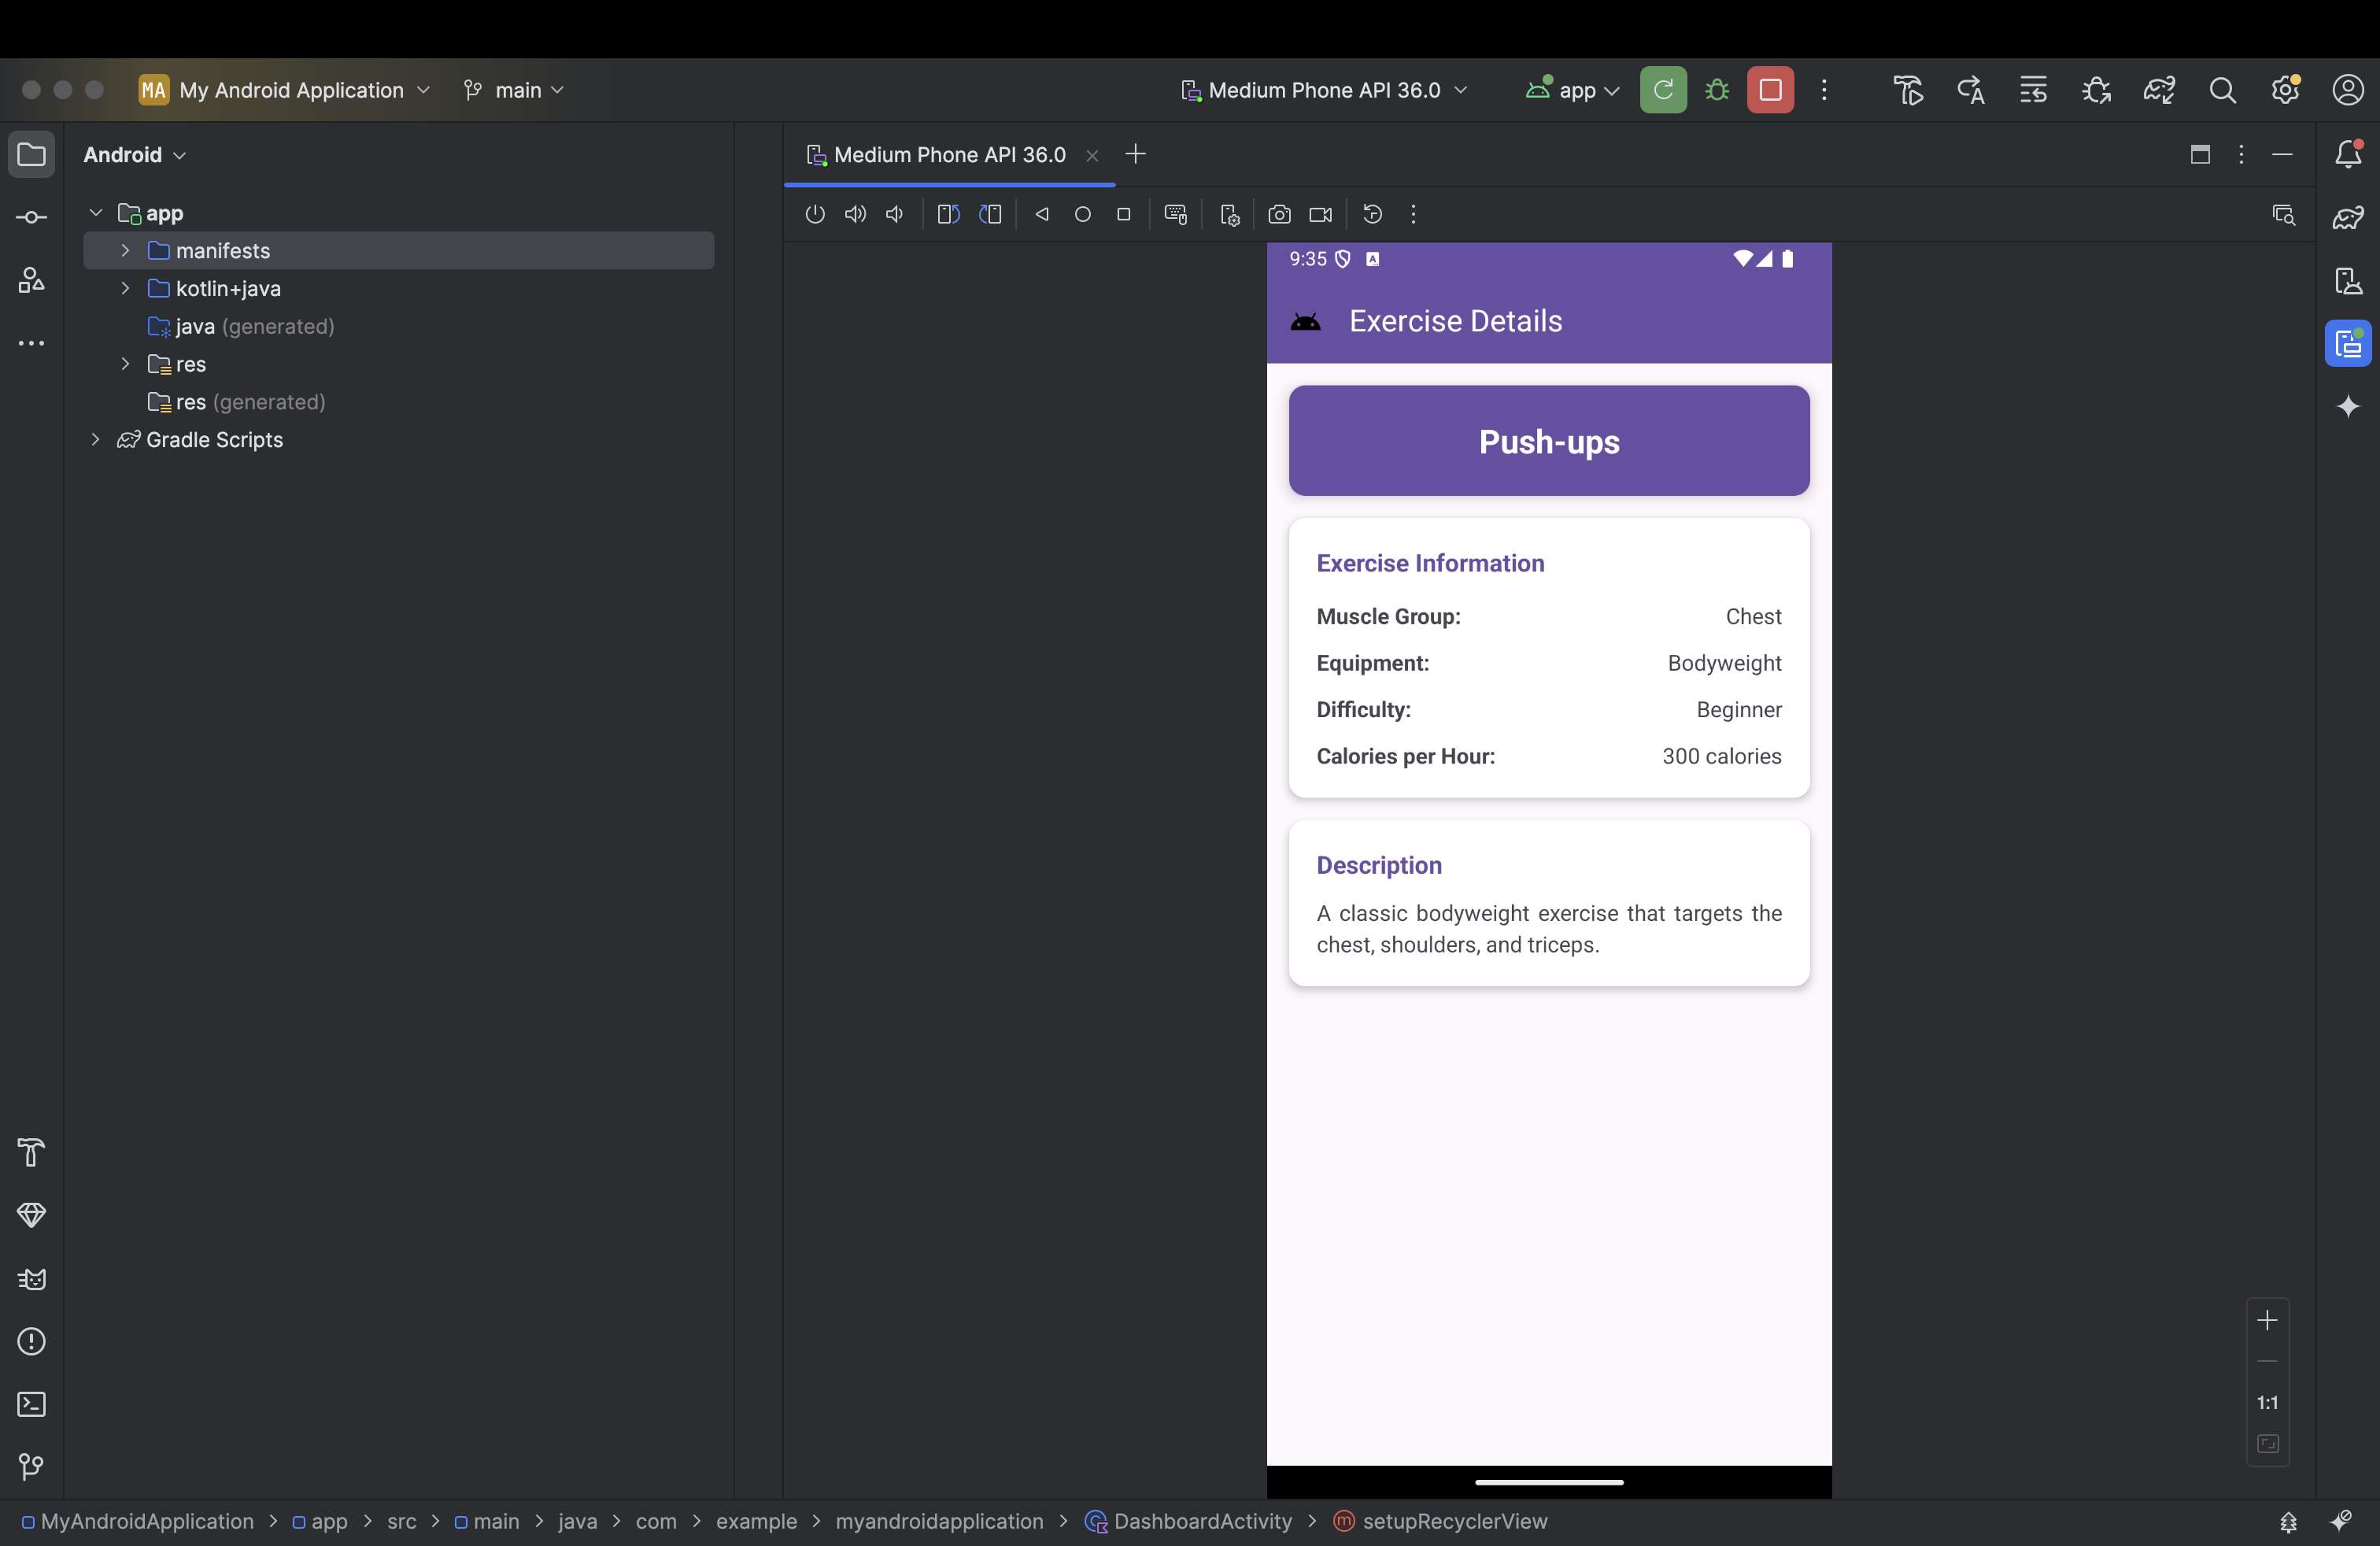 MA My Android Application main Medium Phone API 36.0 app
Android
Medium Phone API 36.0
app
manifests
kotlin+java
java (generated)
res
res (generated)
Gradle Scripts
9:35
A
Exercise Details
Push-ups
Exercise Information
Muscle Group: Chest
Equipment: Bodyweight
Difficulty: Beginner
Calories per Hour: 300 calories
Description
A classic bodyweight exercise that targets the
chest, shoulders, and triceps.
1:1
MyAndroidApplication > app > src > main > java > com > example > myandroidapplication > DashboardActivity > m setupRecyclerView